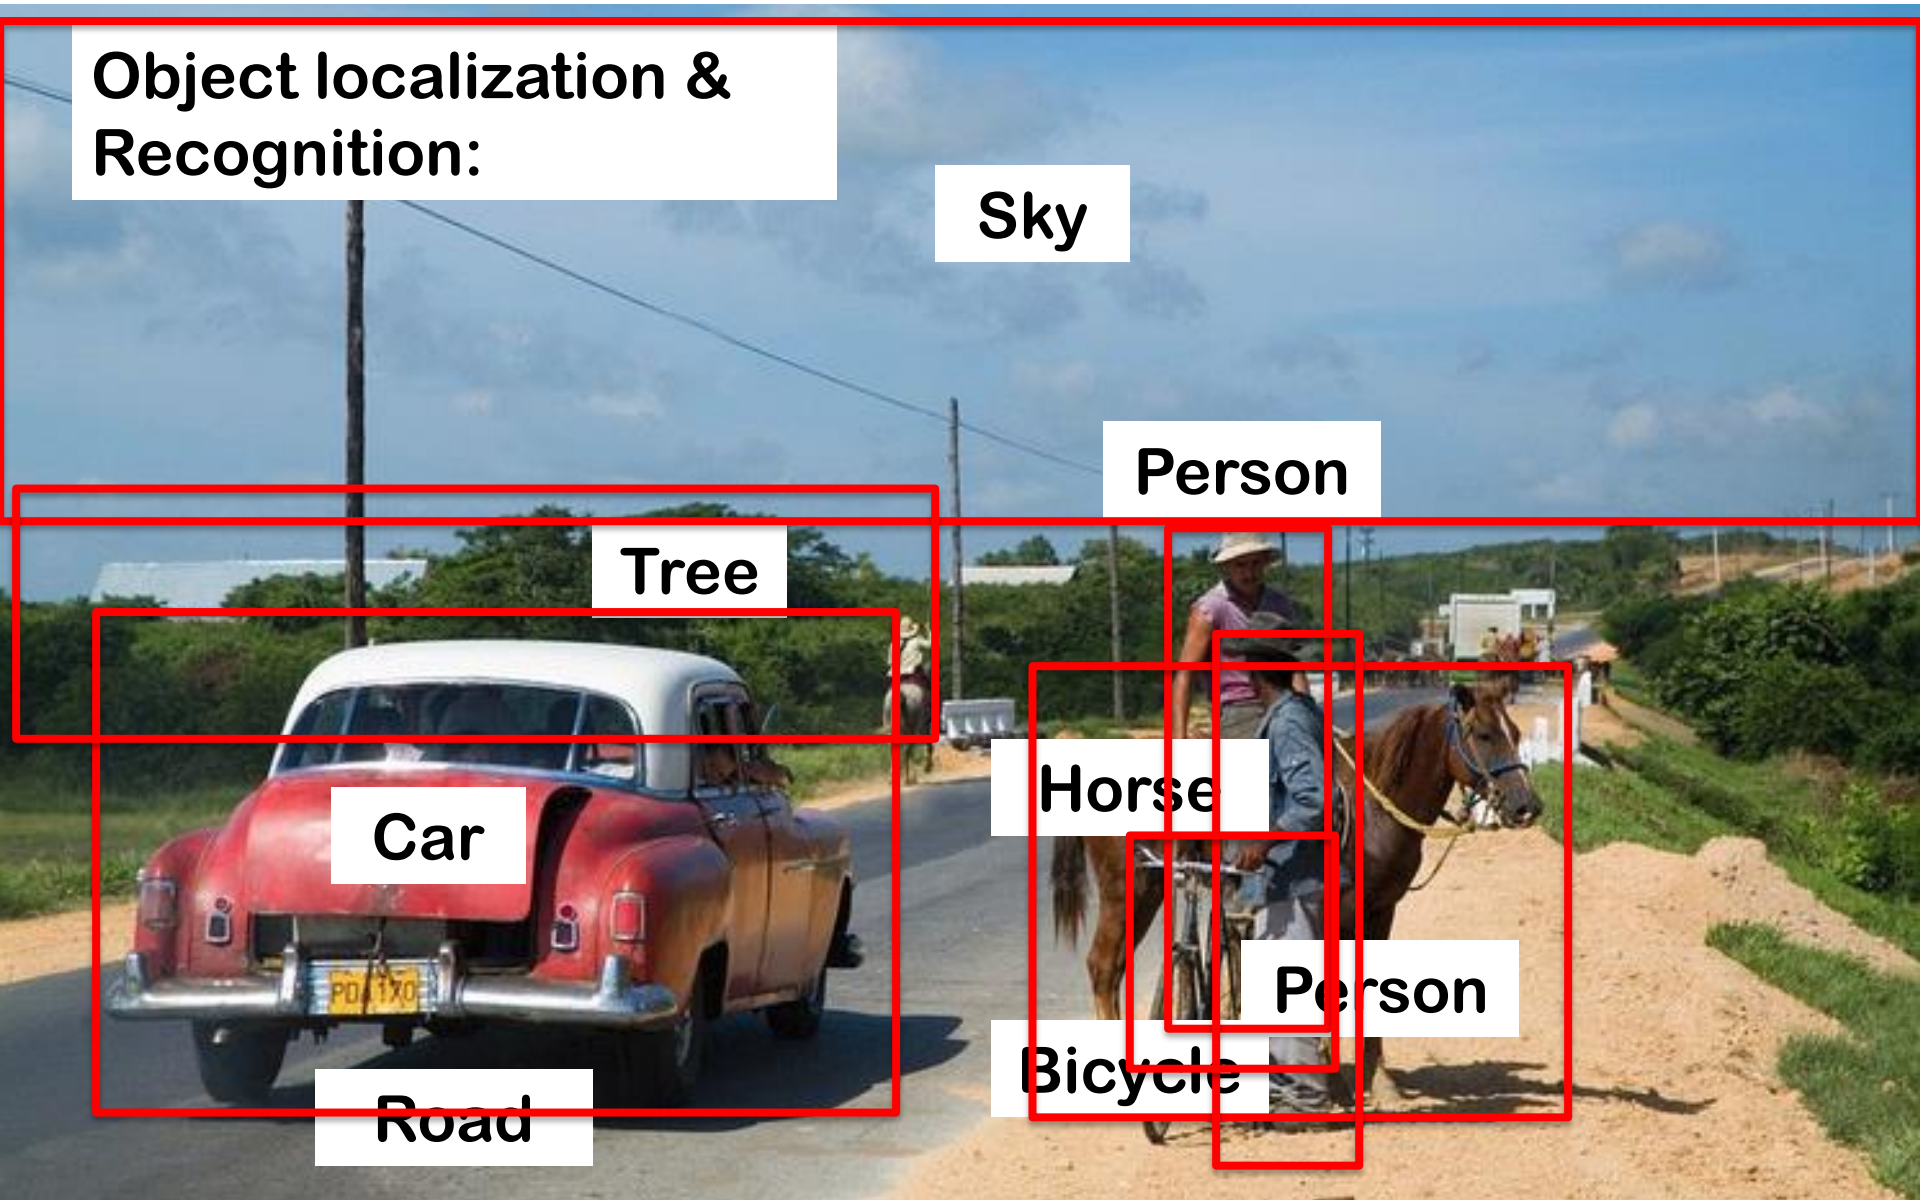 Object localization &
Recognition:
Sky
Person
Tree
Horse
Car
Person
Bicycle
Road